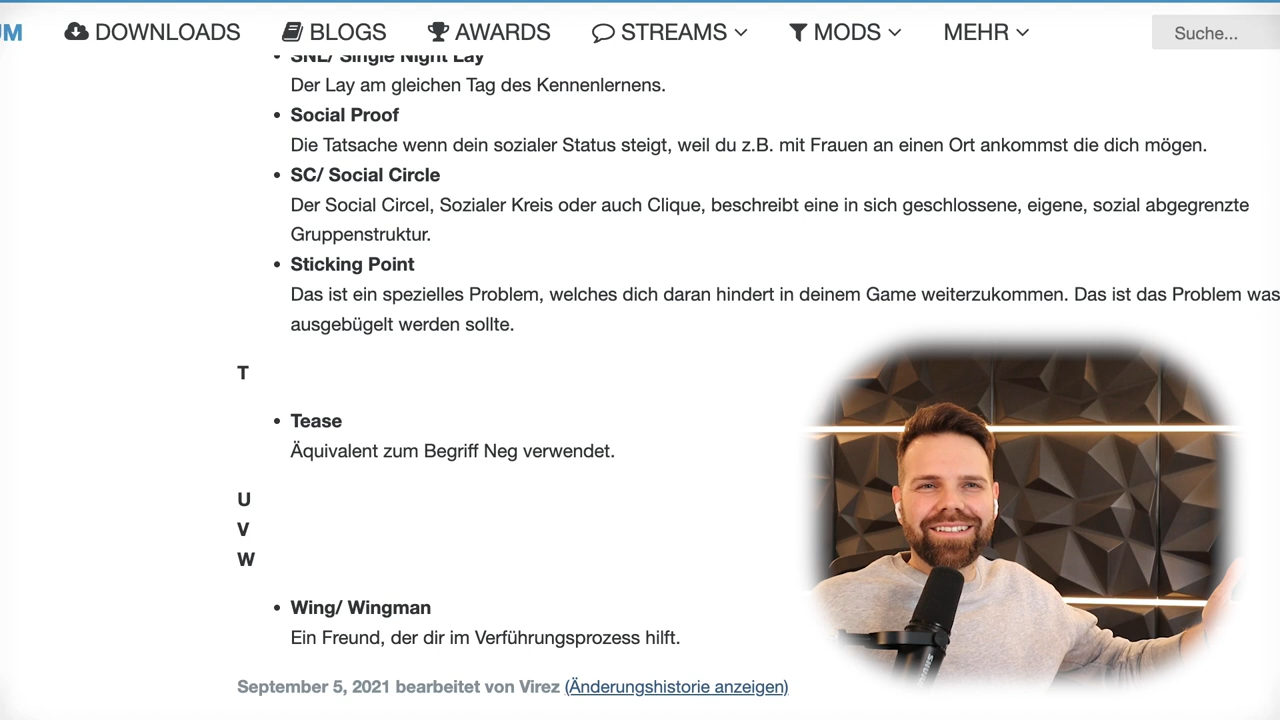 UM DOWNLOADS BLOGS AWARDS STREAMS MODS MEHR Suche...
SNL/ Single Night Lay
Der Lay am gleichen Tag des Kennenlernens.
Social Proof
Die Tatsache wenn dein sozialer Status steigt, weil du z.B. mit Frauen an einen Ort ankommst die dich mögen.
SC/ Social Circle
Der Social Circel, Sozialer Kreis oder auch Clique, beschreibt eine in sich geschlossene, eigene, sozial abgegrenzte
Gruppenstruktur.
Sticking Point
Das ist ein spezielles Problem, welches dich daran hindert in deinem Game weiterzukommen. Das ist das Problem was
ausgebügelt werden sollte.
T
Tease
Äquivalent zum Begriff Neg verwendet.
U
V
W
Wing/ Wingman
Ein Freund, der dir im Verführungsprozess hilft.
September 5, 2021 bearbeitet von Virez (Änderungshistorie anzeigen)